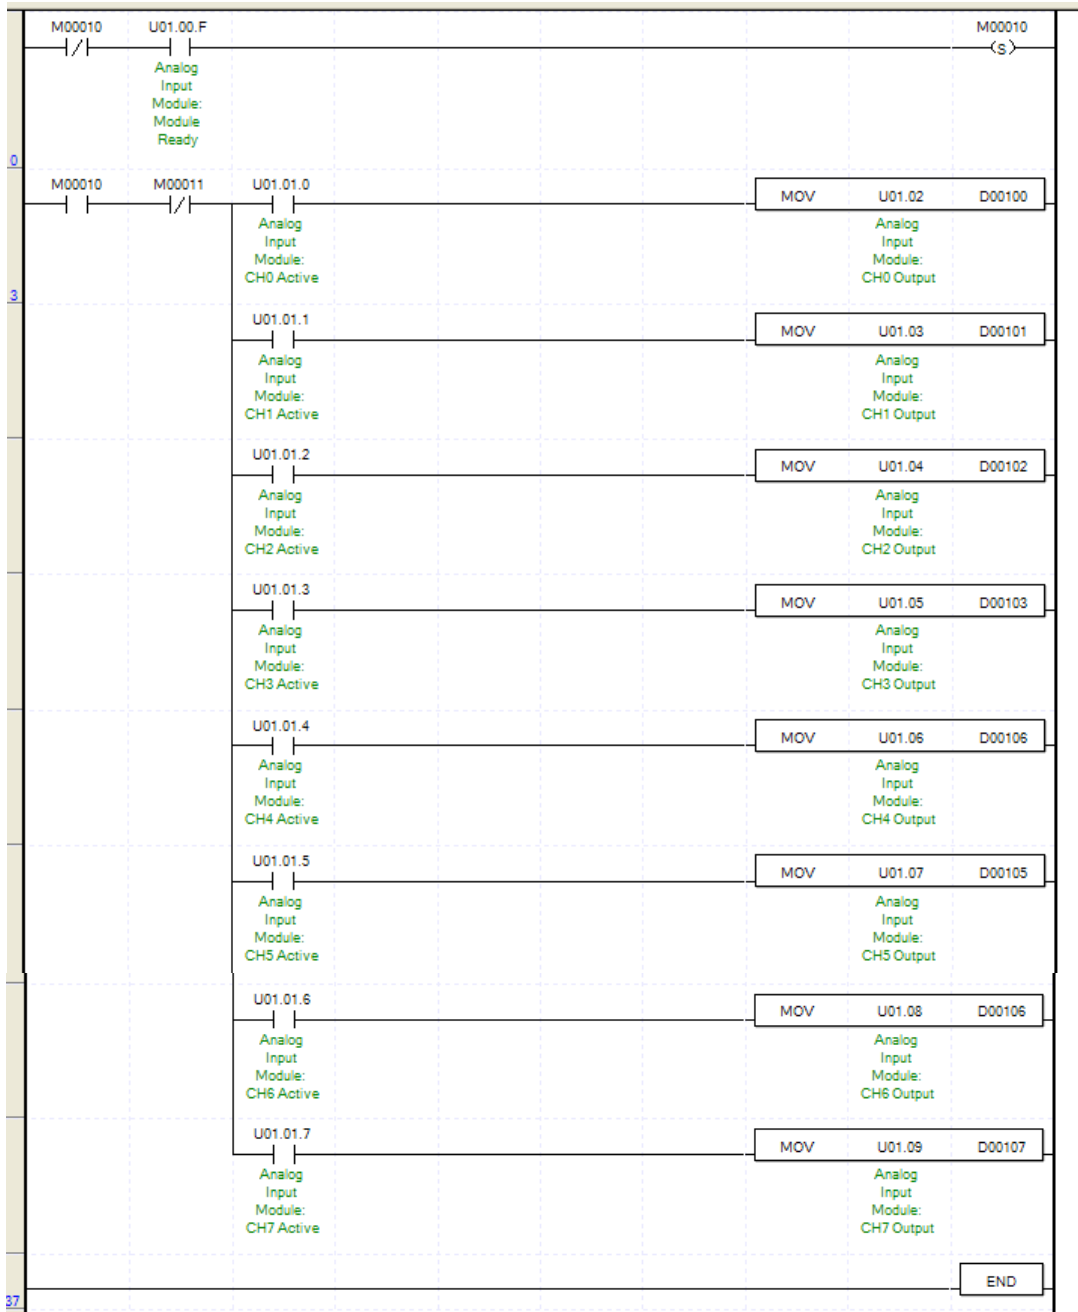 M00010 U01.00.F M00010
S
Analog
Input
Module:
Module
Ready
0
M00010 M00011 U01.01.0
MOV U01.02 D00100
Analog Analog
Input Input
Module: Module:
CH0 Active CH0 Output
3
U01.01.1
MOV U01.03 D00101
Analog Analog
Input Input
Module: Module:
CH1 Active CH1 Output
U01.01.2
MOV U01.04 D00102
Analog Analog
Input Input
Module: Module:
CH2 Active CH2 Output
U01.01.3
MOV U01.05 D00103
Analog Analog
Input Input
Module: Module:
CH3 Active CH3 Output
U01.01.4
MOV U01.06 D00106
Analog Analog
Input Input
Module: Module:
CH4 Active CH4 Output
U01.01.5
MOV U01.07 D00105
Analog Analog
Input Input
Module: Module:
CH5 Active CH5 Output
U01.01.6
MOV U01.08 D00106
Analog Analog
Input Input
Module: Module:
CH6 Active CH6 Output
U01.01.7
MOV U01.09 D00107
Analog Analog
Input Input
Module: Module:
CH7 Active CH7 Output
END
37